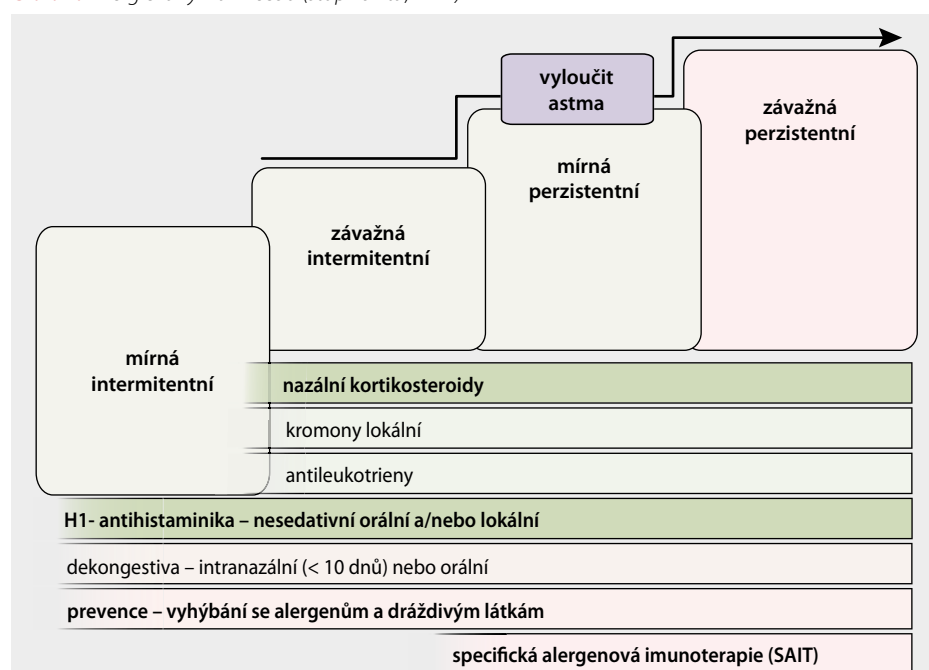 vyloučit
astma
závažná
perzistentní
mírná
perzistentní
závažná
intermitentní
mírná
intermitentní
nazální kortikosteroidy
kromony lokální
antileukotrieny
H1- antihistaminika – nesedativní orální a/nebo lokální
dekongestiva – intranazální (< 10 dnů) nebo orální
prevence – vyhýbání se alergenům a dráždivým látkám
specifická alergenová imunoterapie (SAIT)